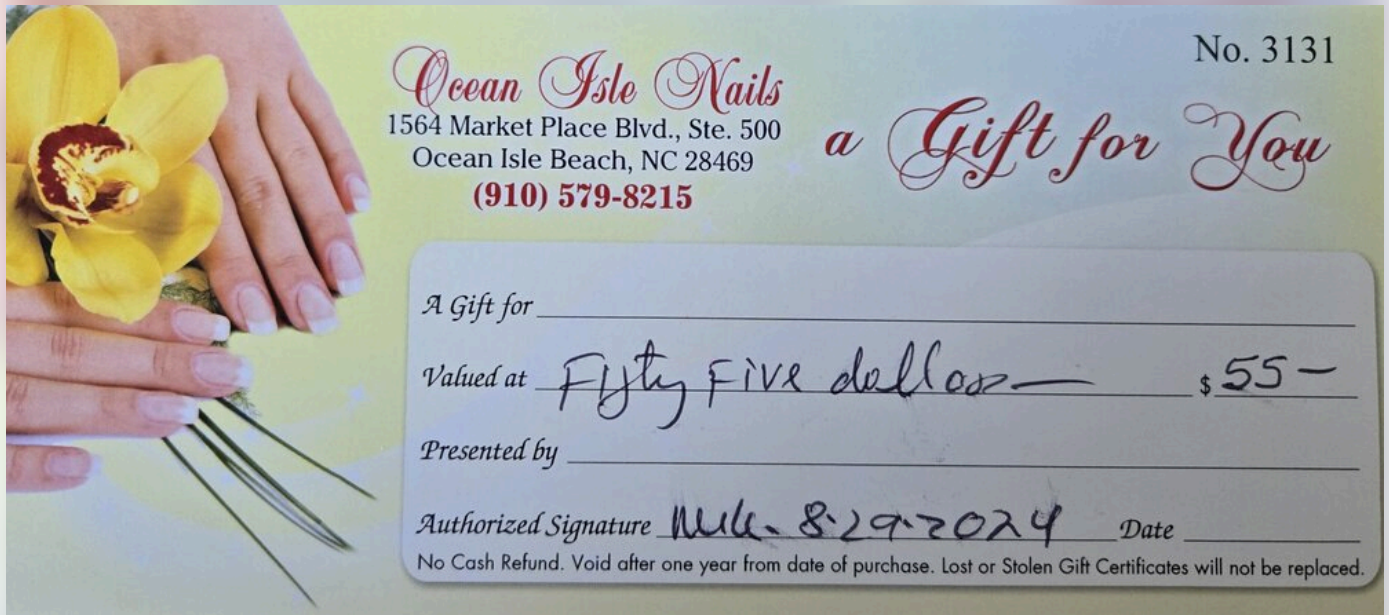 No. 3131
Ocean Isle Nails
1564 Market Place Blvd., Ste. 500
Ocean Isle Beach, NC 28469
(910) 579-8215
a Gift for You
A Gift for
Valued at Fifty Five dollars $ 55 —
Presented by
Authorized Signature 8.29.2024 Date
No Cash Refund. Void after one year from date of purchase. Lost or Stolen Gift Certificates will not be replaced.